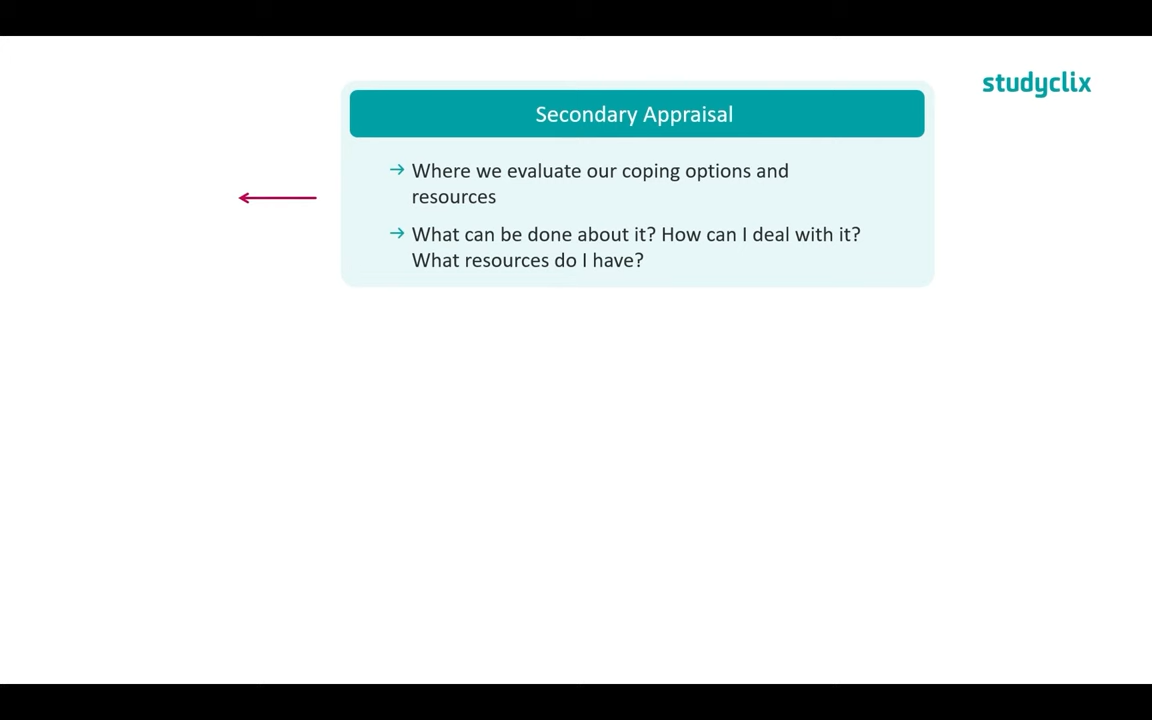 studyclix
Secondary Appraisal
→ Where we evaluate our coping options and
resources
→ What can be done about it? How can I deal with it?
What resources do I have?